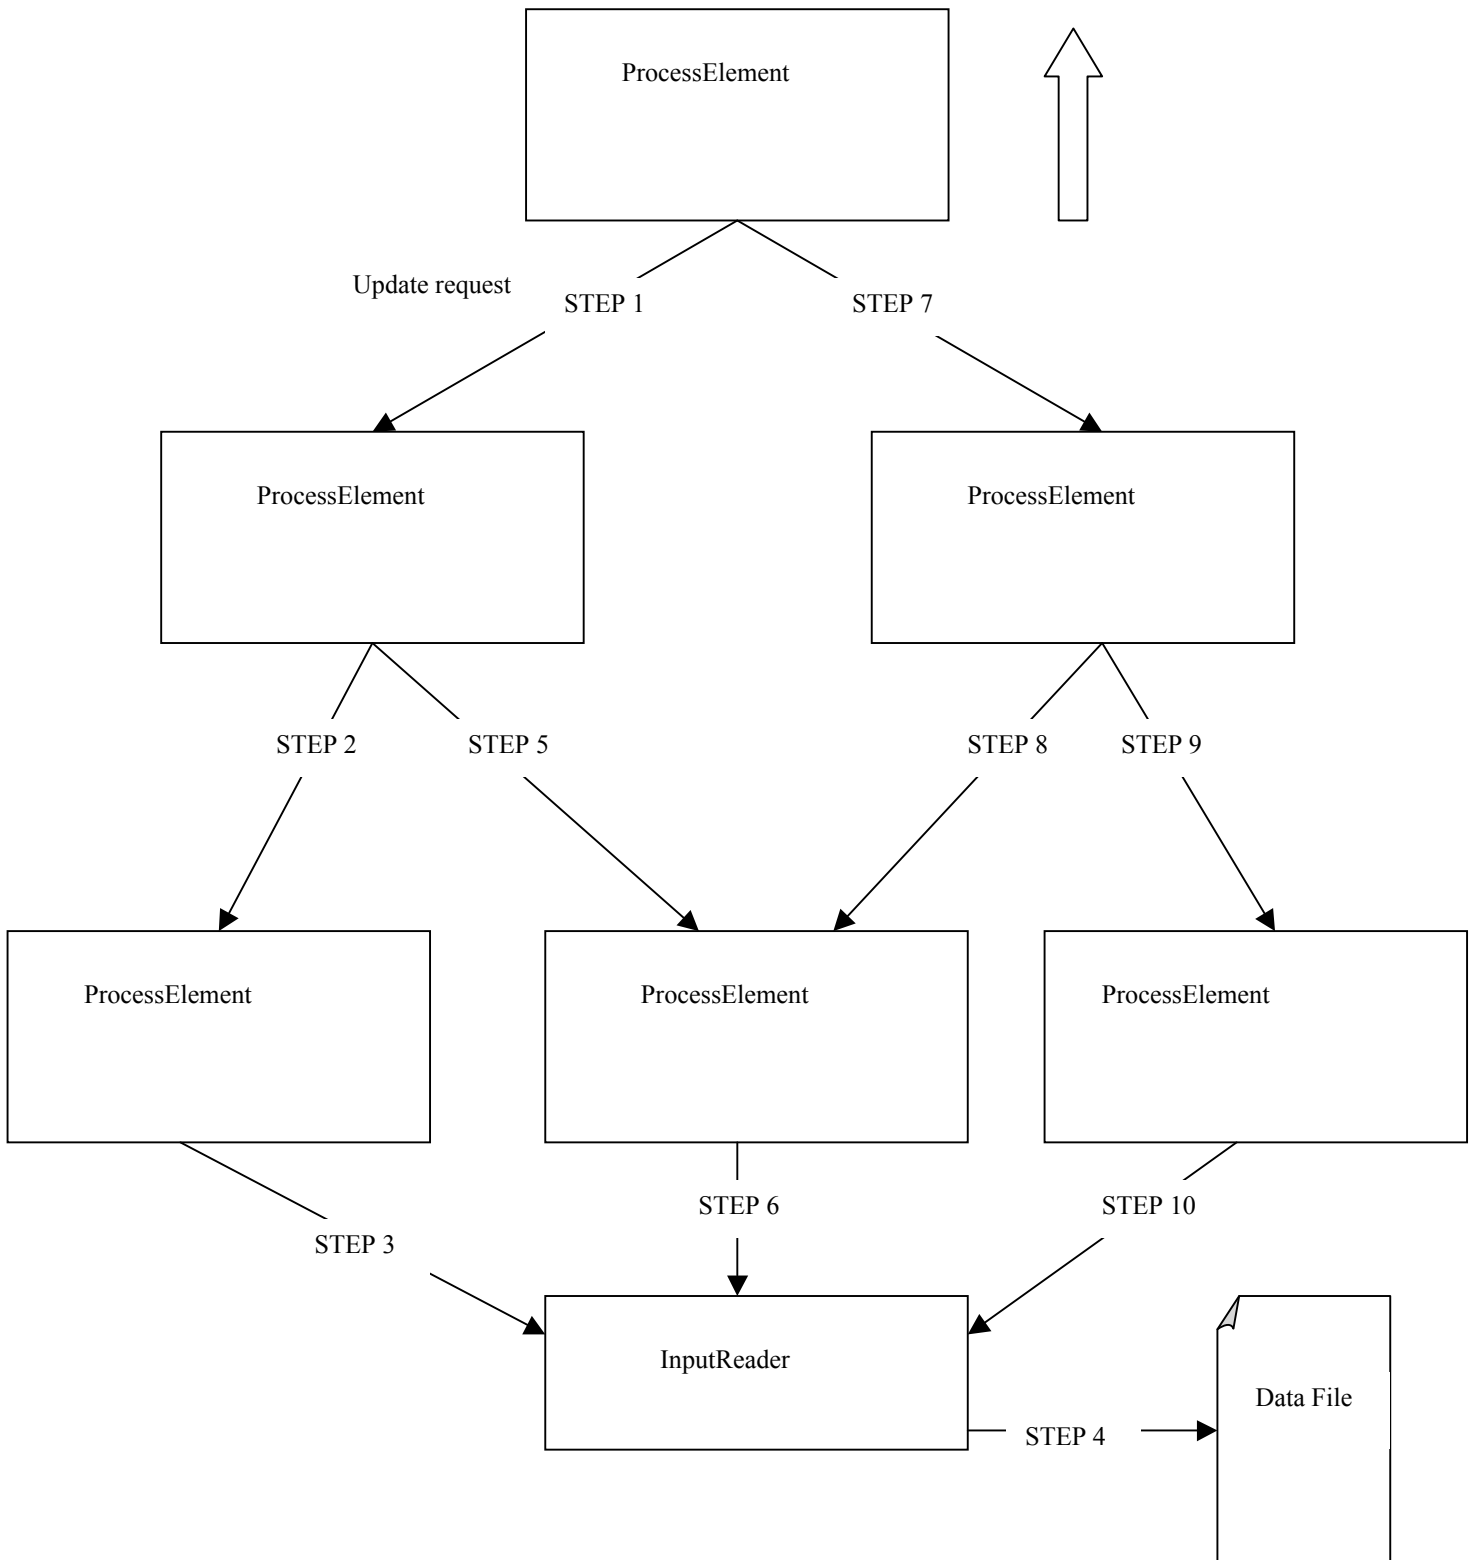 ProcessElement
Update request
STEP 1
STEP 7
ProcessElement
ProcessElement
STEP 2
STEP 5
STEP 8
STEP 9
ProcessElement
ProcessElement
ProcessElement
STEP 6
STEP 10
STEP 3
InputReader
Data File
STEP 4